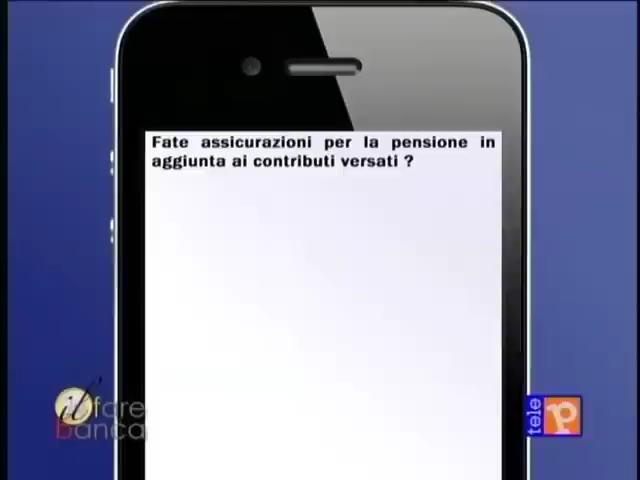 Fate assicurazioni per la pensione in
aggiunta ai contributi versati ?
il fare
banca
tele p